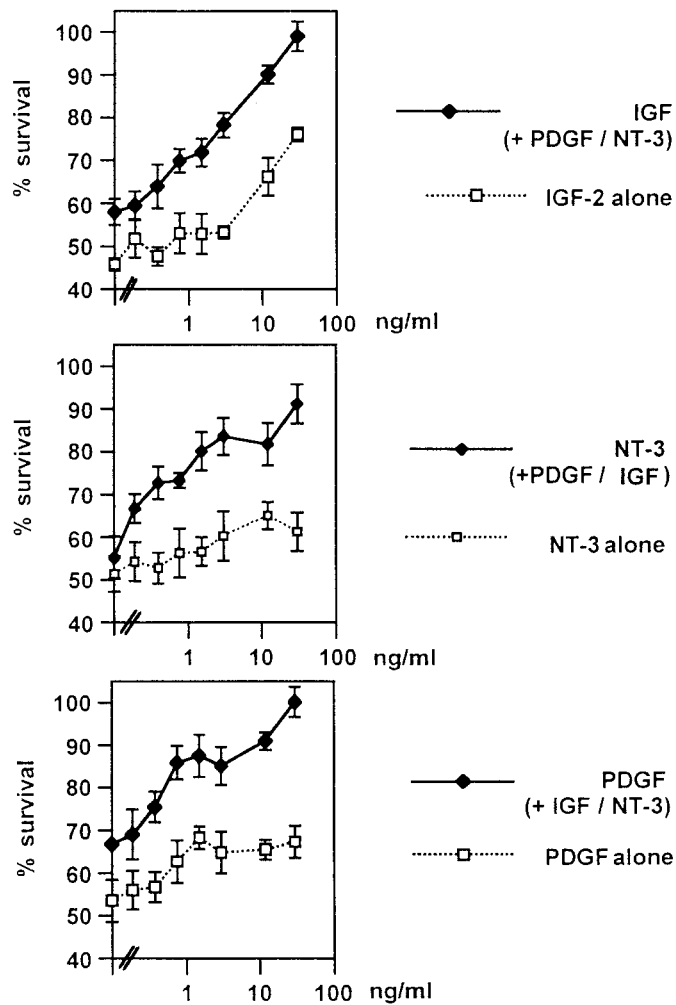 % survival
100
90
80
70
60
50
40
1
10
100
ng/ml
IGF
(+ PDGF / NT-3)
IGF-2 alone
% survival
100
90
80
70
60
50
40
1
10
100
ng/ml
NT-3
(+PDGF / IGF)
NT-3 alone
% survival
100
90
80
70
60
50
40
1
10
100
ng/ml
PDGF
(+ IGF / NT-3)
PDGF alone